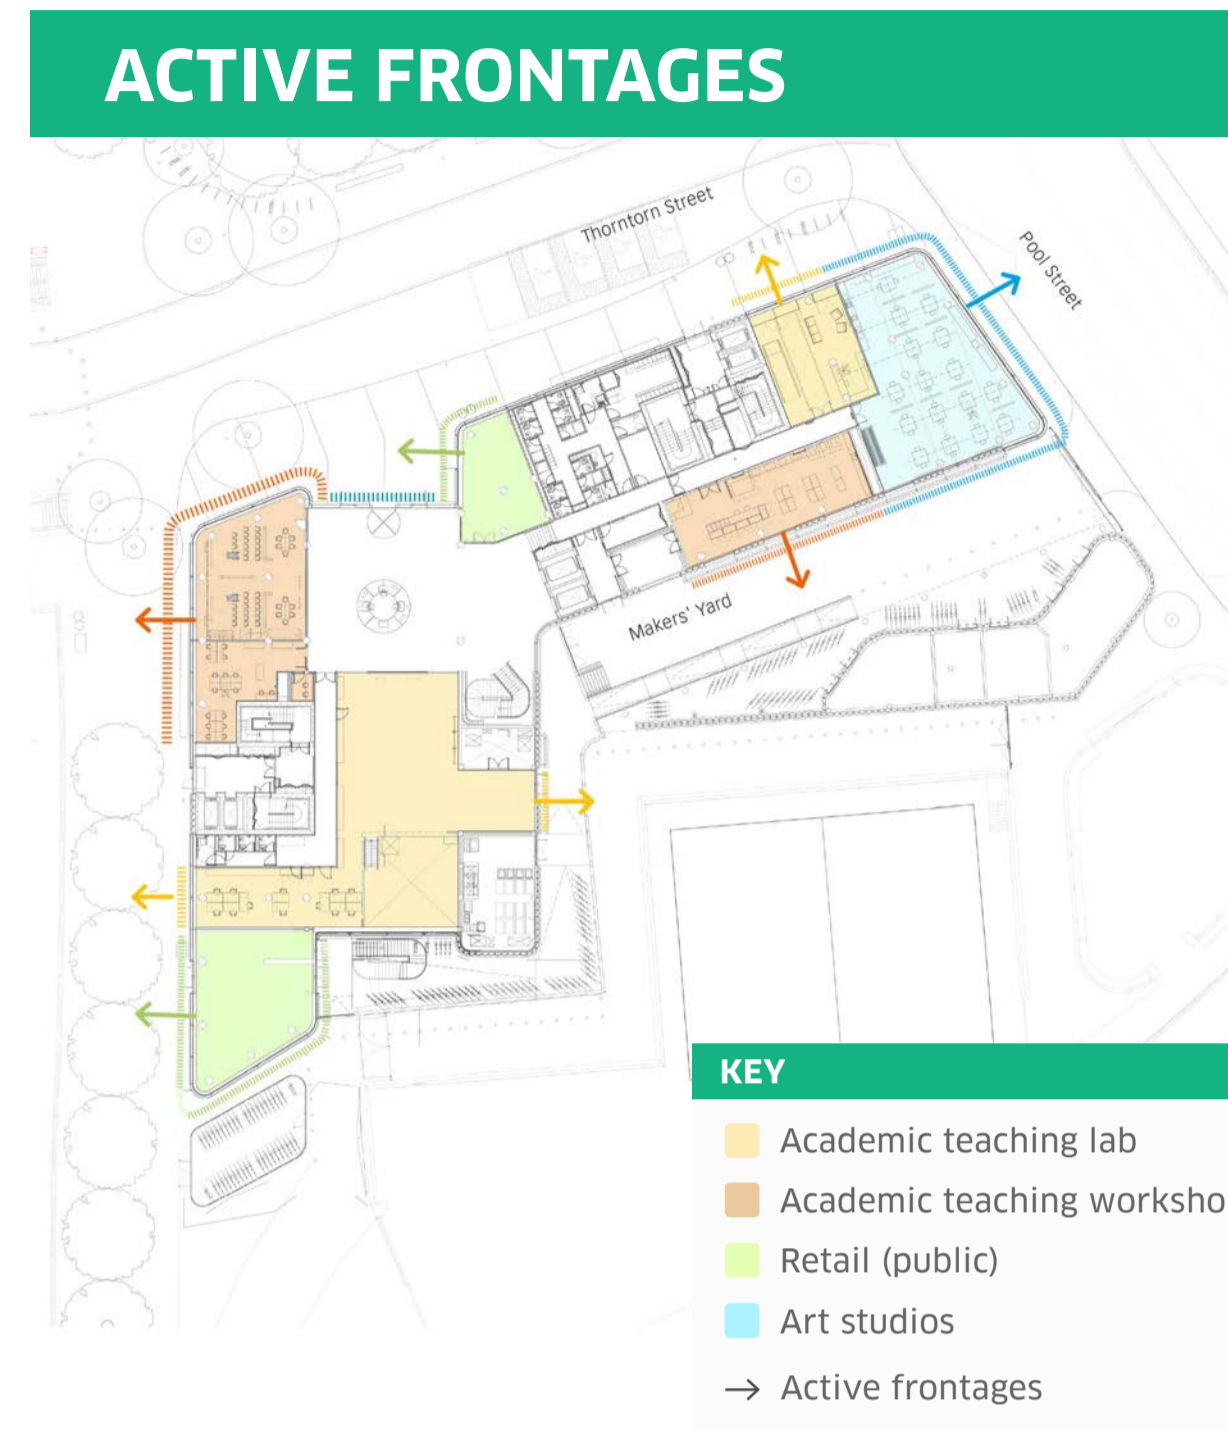 ACTIVE FRONTAGES
Thorntorn Street
Pool Street
Makers' Yard
KEY
Academic teaching lab
Academic teaching worksho
Retail (public)
Art studios
Active frontages